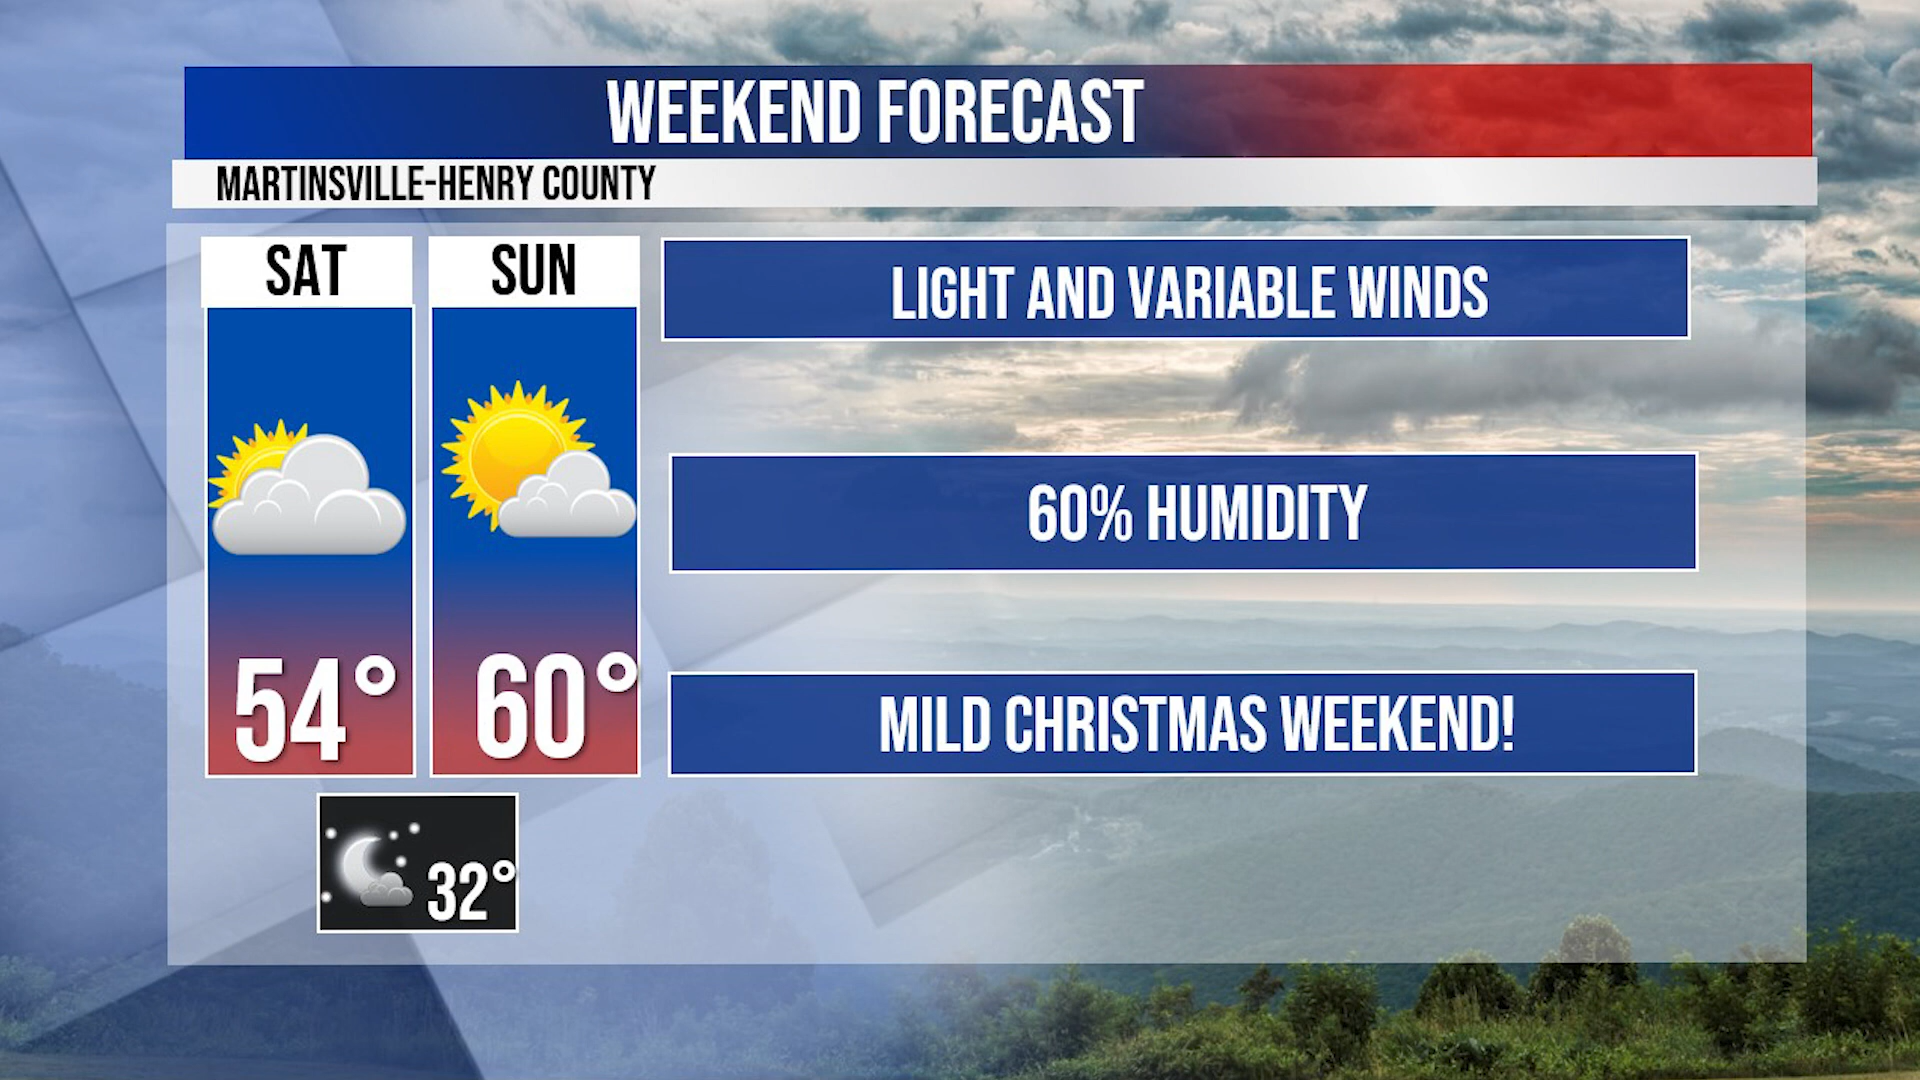 WEEKEND FORECAST
MARTINSVILLE-HENRY COUNTY
SAT
SUN
LIGHT AND VARIABLE WINDS
60% HUMIDITY
54°
60°
MILD CHRISTMAS WEEKEND!
32°